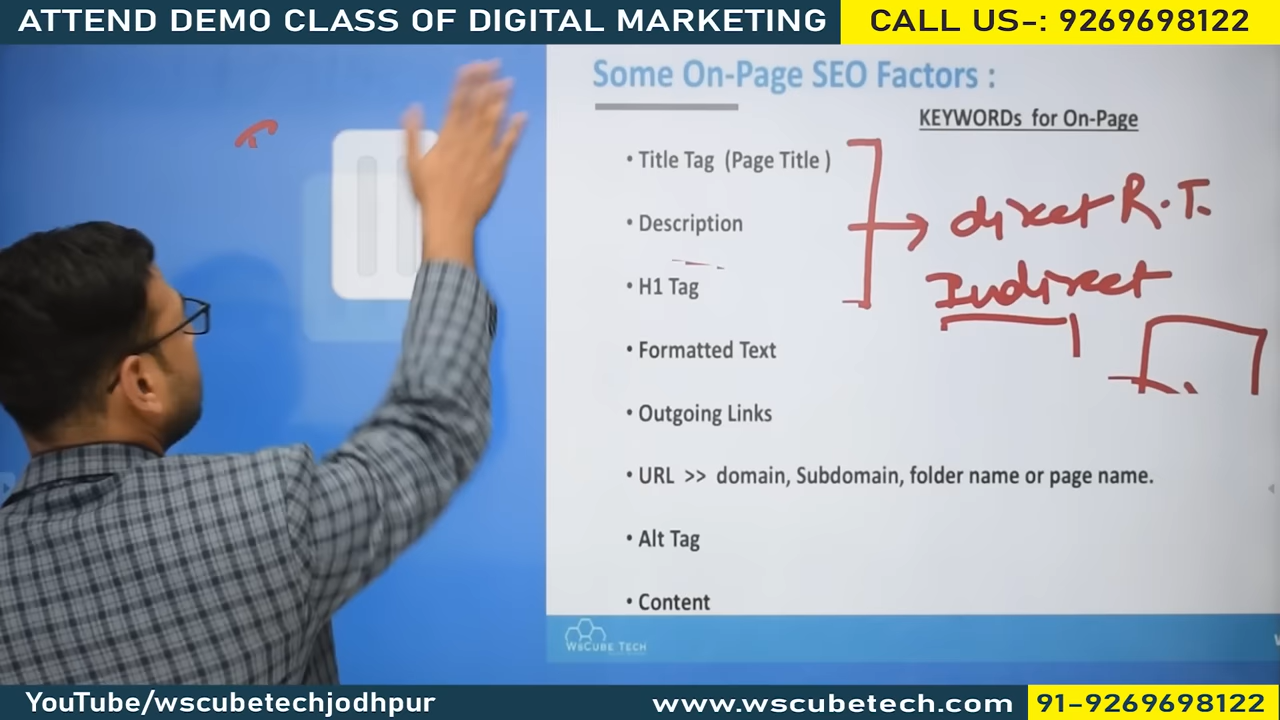 ATTEND DEMO CLASS OF DIGITAL MARKETING
CALL US-: 9269698122
Some On-Page SEO Factors :
KEYWORDs for On-Page
• Title Tag (Page Title )
• Description
• H1 Tag
• Formatted Text
• Outgoing Links
• URL >> domain, Subdomain, folder name or page name.
• Alt Tag
• Content
direct R.T.
Indirect
WsCube Tech
YouTube/wscubetechjodhpur
www.wscubetech.com
91-9269698122